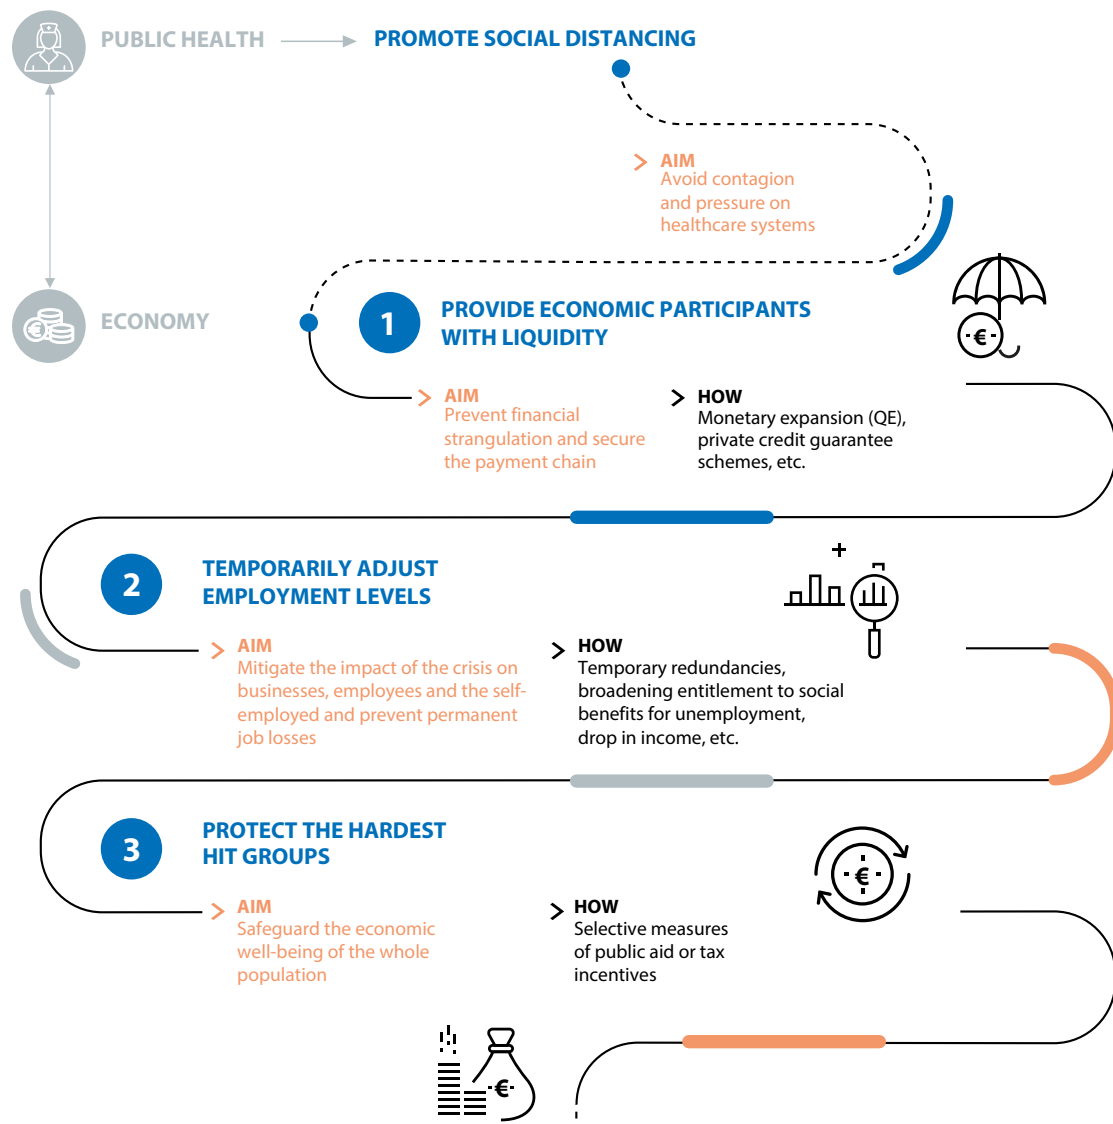 PUBLIC HEALTH
PROMOTE SOCIAL DISTANCING
AIM
Avoid contagion
and pressure on
healthcare systems
ECONOMY
1
PROVIDE ECONOMIC PARTICIPANTS
WITH LIQUIDITY
€
€
AIM
Prevent financial
strangulation and secure
the payment chain
HOW
Monetary expansion (QE),
private credit guarantee
schemes, etc.
2
TEMPORARILY ADJUST
EMPLOYMENT LEVELS
AIM
Mitigate the impact of the crisis on
businesses, employees and the self-
employed and prevent permanent
job losses
HOW
Temporary redundancies,
broadening entitlement to social
benefits for unemployment,
drop in income, etc.
3
PROTECT THE HARDEST
HIT GROUPS
€
AIM
Safeguard the economic
well-being of the whole
population
HOW
Selective measures
of public aid or tax
incentives
€